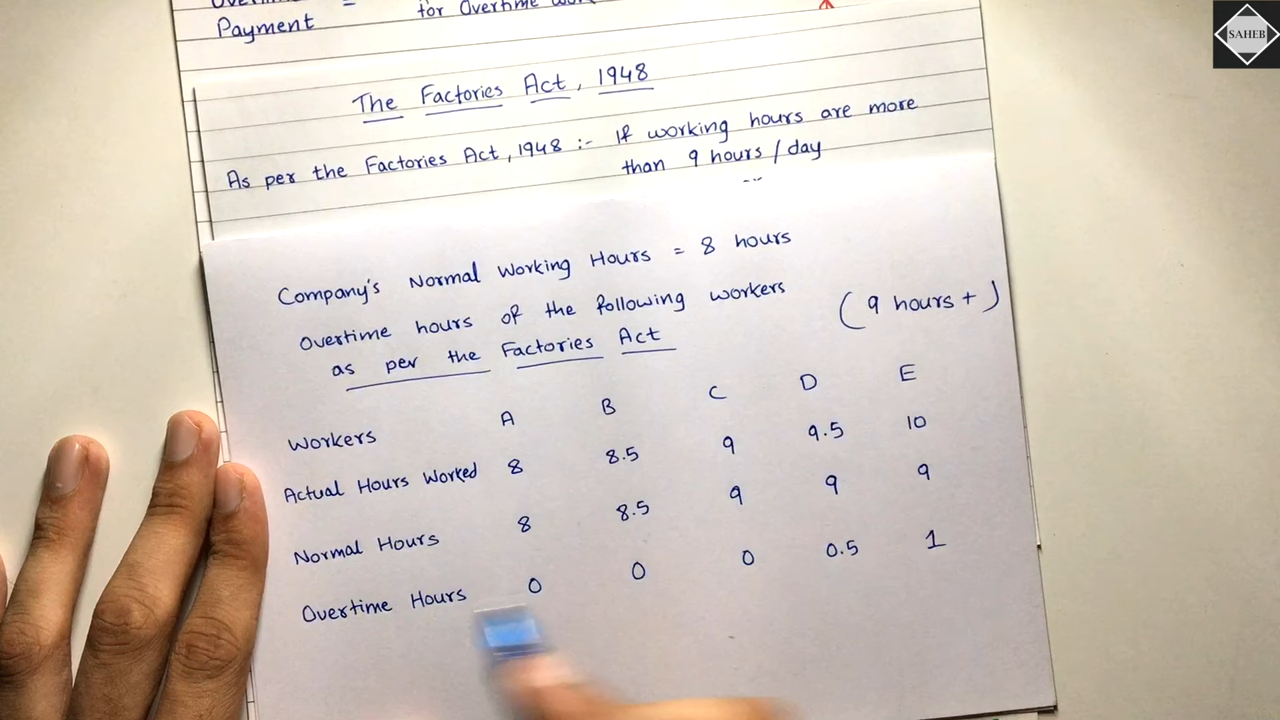 Payment =
for Overtime
SAHEB
The Factories Act, 1948
As per the Factories Act, 1948 :- If working hours are more
than 9 hours / day
Company's Normal Working Hours = 8 hours
Overtime hours of the following workers
as per the Factories Act
(9 hours +)
Workers A B C D E
Actual Hours Worked 8 8.5 9 9.5 10
Normal Hours 8 8.5 9 9 9
Overtime Hours 0 0 0 0.5 1